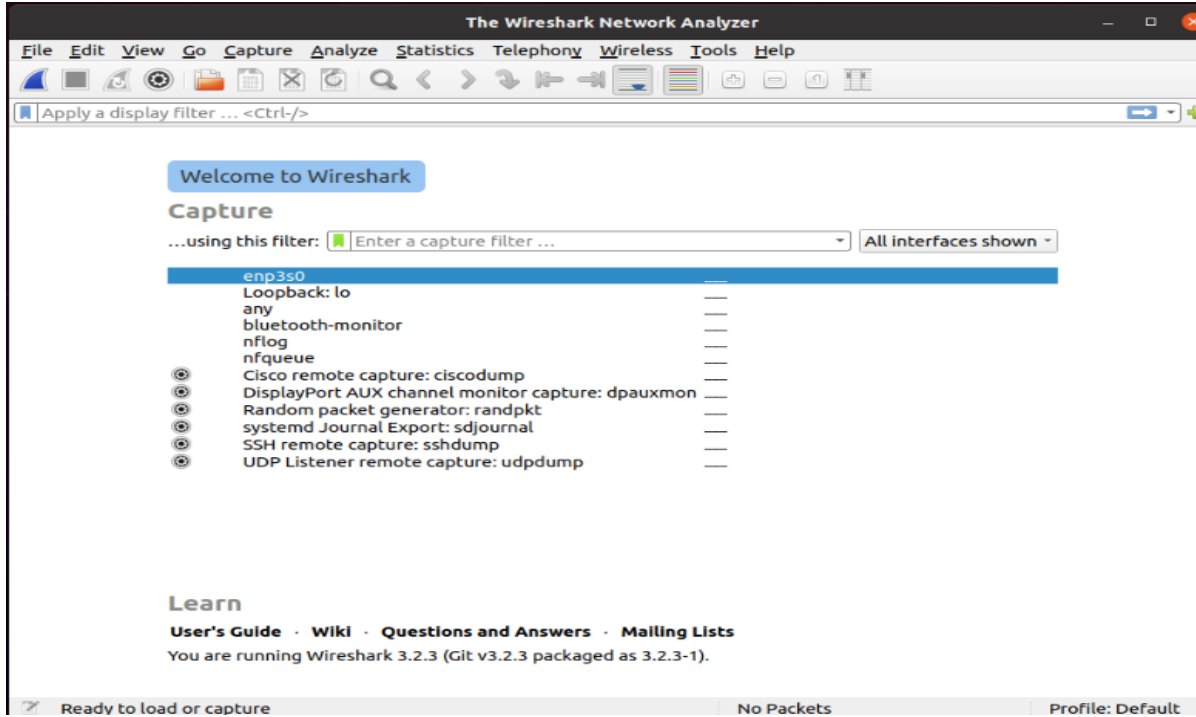 The Wireshark Network Analyzer
File Edit View Go Capture Analyze Statistics Telephony Wireless Tools Help
Apply a display filter … <Ctrl-/>
Welcome to Wireshark
Capture
…using this filter: Enter a capture filter … All interfaces shown
enp3s0
Loopback: lo
any
bluetooth-monitor
nflog
nfqueue
Cisco remote capture: ciscodump
DisplayPort AUX channel monitor capture: dpauxmon
Random packet generator: randpkt
systemd Journal Export: sdjournal
SSH remote capture: sshdump
UDP Listener remote capture: udpdump
Learn
User's Guide · Wiki · Questions and Answers · Mailing Lists
You are running Wireshark 3.2.3 (Git v3.2.3 packaged as 3.2.3-1).
Ready to load or capture No Packets Profile: Default